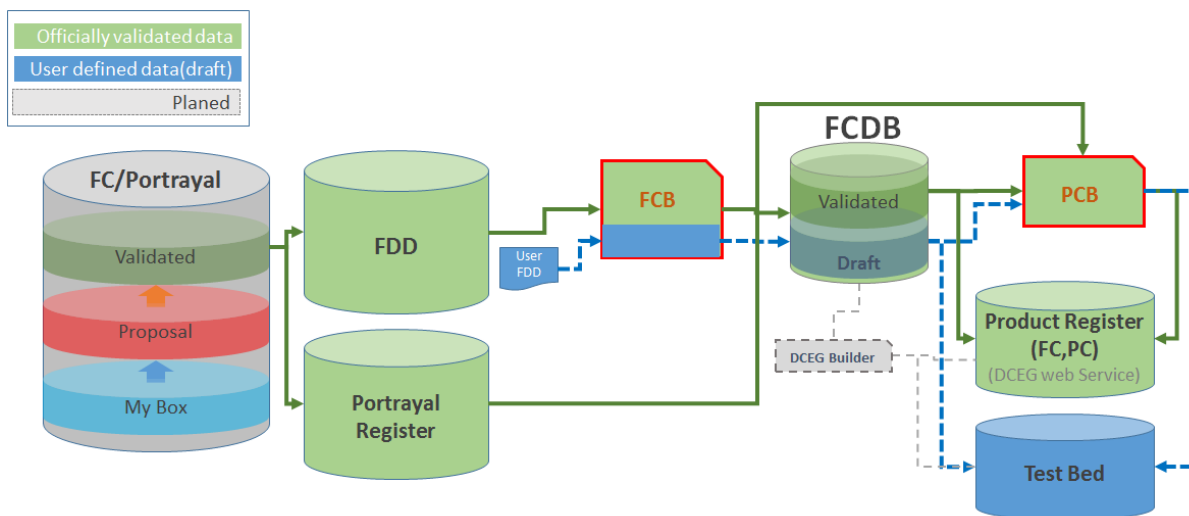 Officially validated data
User defined data(draft)
Planed
FC/Portrayal
Validated
Proposal
My Box
FDD
Portrayal
Register
User
FDD
FCB
FCDB
Validated
Draft
DCEG Builder
PCB
Product Register
(FC,PC)
(DCEG web Service)
Test Bed